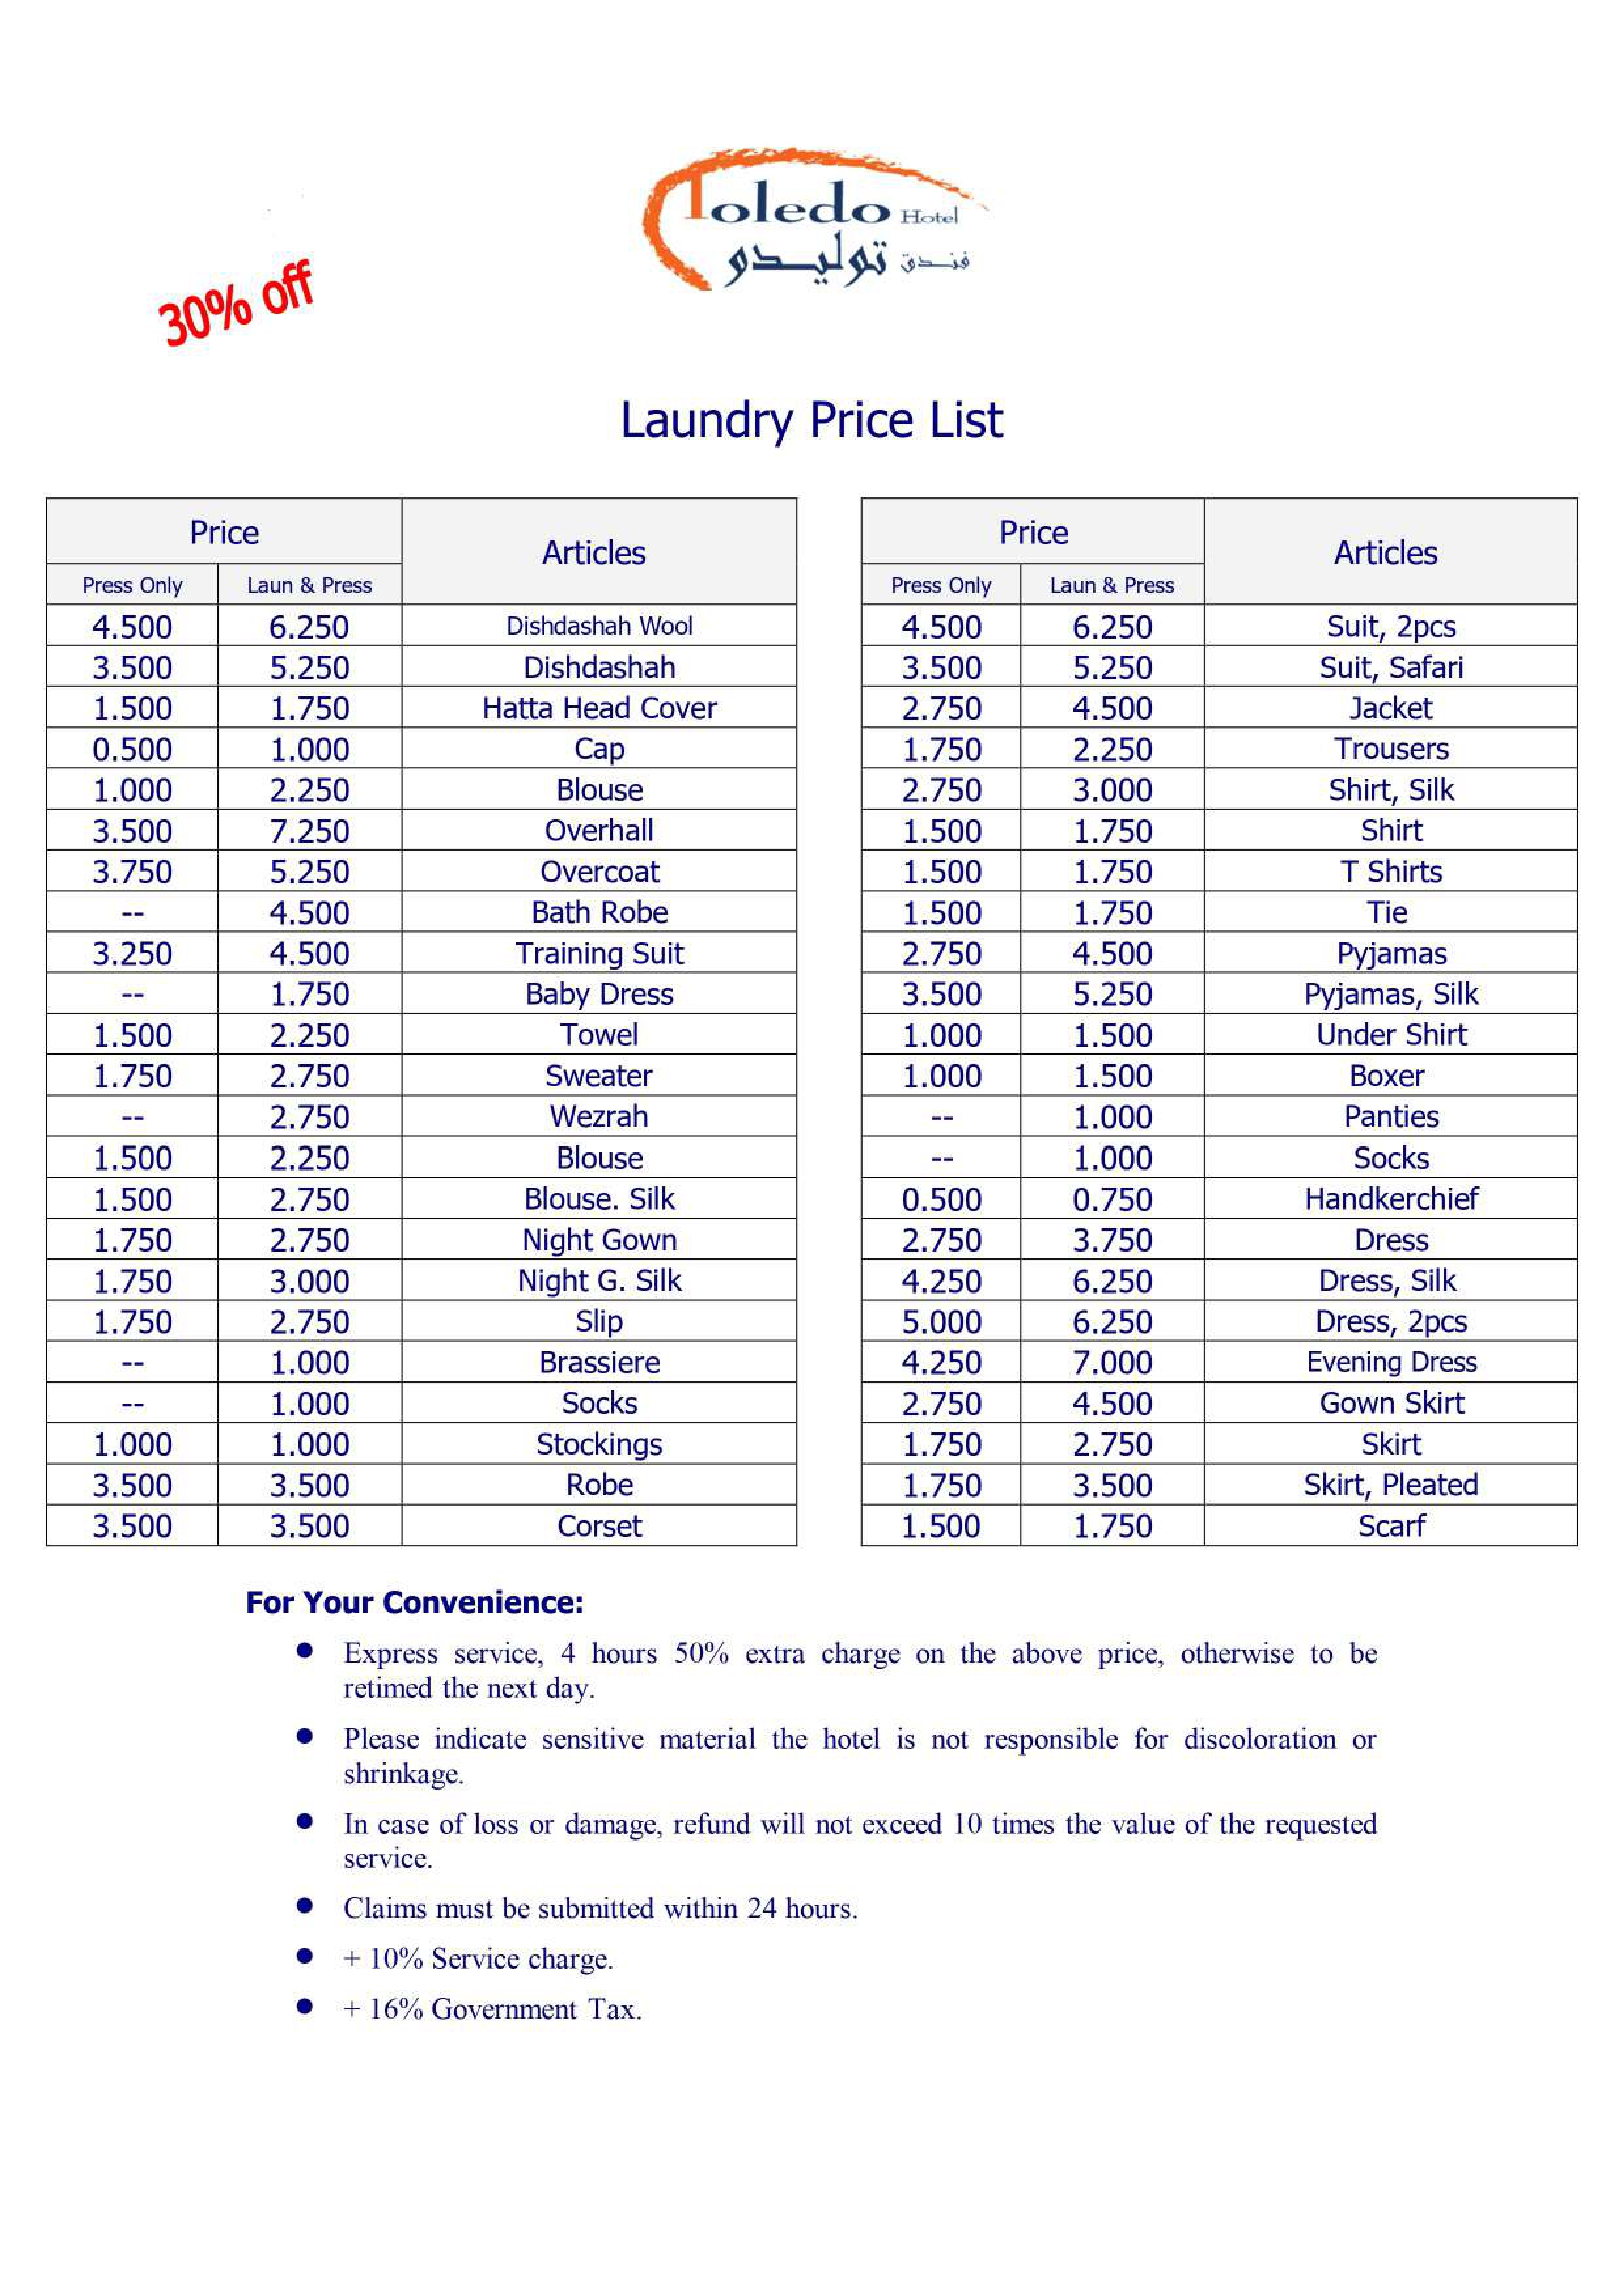 Toledo Hotel
فندق توليدو
30% off
Laundry Price List
Price Articles
Press Only Laun & Press
4.500 6.250 Dishdashah Wool
3.500 5.250 Dishdashah
1.500 1.750 Hatta Head Cover
0.500 1.000 Cap
1.000 2.250 Blouse
3.500 7.250 Overhall
3.750 5.250 Overcoat
-- 4.500 Bath Robe
3.250 4.500 Training Suit
-- 1.750 Baby Dress
1.500 2.250 Towel
1.750 2.750 Sweater
-- 2.750 Wezrah
1.500 2.250 Blouse
1.500 2.750 Blouse. Silk
1.750 2.750 Night Gown
1.750 3.000 Night G. Silk
1.750 2.750 Slip
-- 1.000 Brassiere
-- 1.000 Socks
1.000 1.000 Stockings
3.500 3.500 Robe
3.500 3.500 Corset
Price Articles
Press Only Laun & Press
4.500 6.250 Suit, 2pcs
3.500 5.250 Suit, Safari
2.750 4.500 Jacket
1.750 2.250 Trousers
2.750 3.000 Shirt, Silk
1.500 1.750 Shirt
1.500 1.750 T Shirts
1.500 1.750 Tie
2.750 4.500 Pyjamas
3.500 5.250 Pyjamas, Silk
1.000 1.500 Under Shirt
1.000 1.500 Boxer
-- 1.000 Panties
-- 1.000 Socks
0.500 0.750 Handkerchief
2.750 3.750 Dress
4.250 6.250 Dress, Silk
5.000 6.250 Dress, 2pcs
4.250 7.000 Evening Dress
2.750 4.500 Gown Skirt
1.750 2.750 Skirt
1.750 3.500 Skirt, Pleated
1.500 1.750 Scarf
For Your Convenience:
● Express service, 4 hours 50% extra charge on the above price, otherwise to be
retimed the next day.
● Please indicate sensitive material the hotel is not responsible for discoloration or
shrinkage.
● In case of loss or damage, refund will not exceed 10 times the value of the requested
service.
● Claims must be submitted within 24 hours.
● + 10% Service charge.
● + 16% Government Tax.